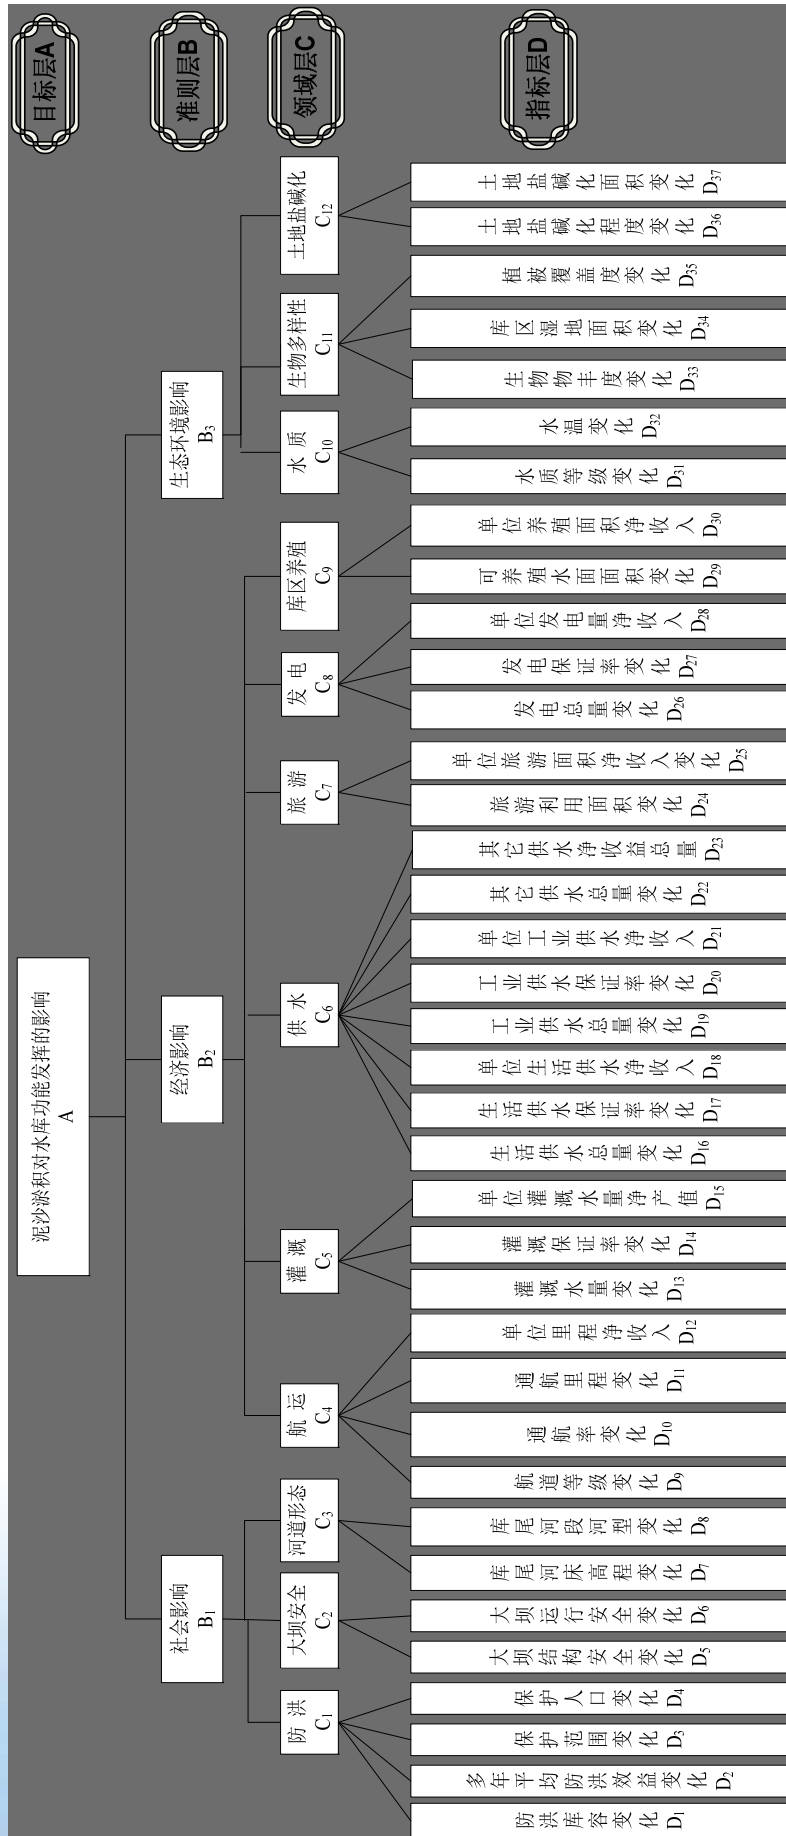 目标层A
准则层B
领域层C
指标层D
泥沙淤积对水库功能发挥的影响
A
社会影响
B1
经济影响
B2
生态环境影响
B3
防洪
C1
大坝安全
C2
河道形态
C3
航运
C4
灌溉
C5
供水
C6
旅游
C7
发电
C8
库区养殖
C9
水质
C10
生物多样性
C11
土地盐碱化
C12
防洪库容变化D1
多年平均防洪效益变化D2
保护范围变化D3
保护人口变化D4
大坝结构安全变化D5
大坝运行安全变化D6
库尾河床高程变化D7
库尾河段河型变化D8
航道等级变化D9
通航率变化D10
通航里程变化D11
单位里程净收入D12
灌溉水量变化D13
灌溉保证率变化D14
单位灌溉水量净产值D15
生活供水总量变化D16
生活供水保证率变化D17
单位生活供水净收入D18
工业供水总量变化D19
工业供水保证率变化D20
单位工业供水净收入D21
其它供水总量变化D22
其它供水净收益总量D23
旅游利用面积变化D24
单位旅游面积净收入变化D25
发电总量变化D26
发电保证率变化D27
单位发电量净收入D28
可养殖水面面积变化D29
单位养殖面积净收入D30
水质等级变化D31
水温变化D32
生物物丰度变化D33
库区湿地面积变化D34
植被覆盖度变化D35
土地盐碱化程度变化D36
土地盐碱化面积变化D37